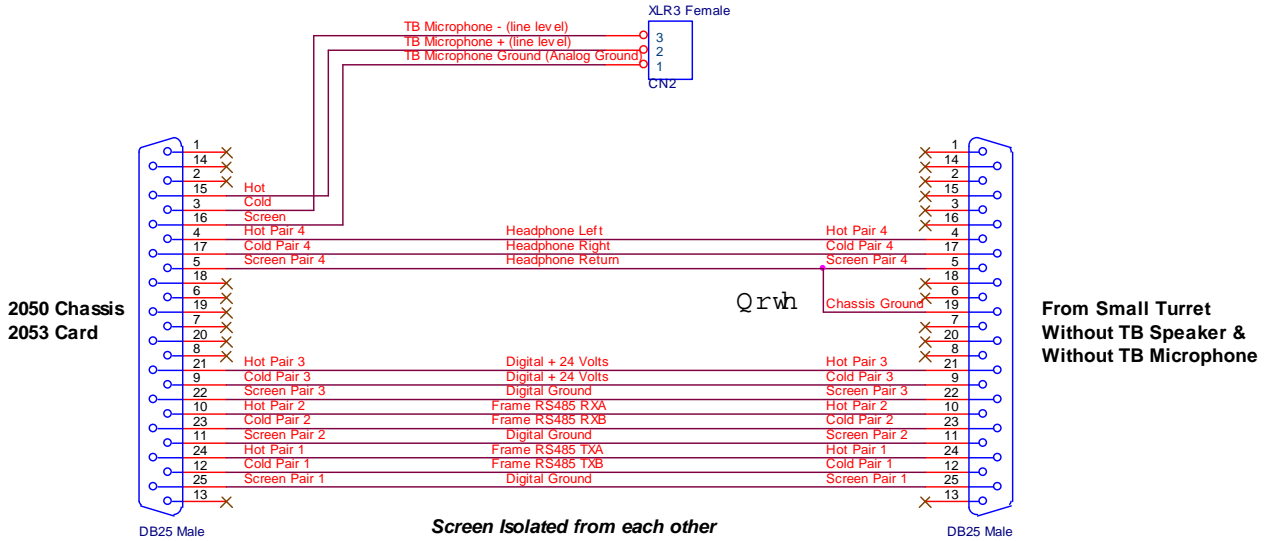 XLR3 Female
TB Microphone - (line level)
3
TB Microphone + (line level)
2
TB Microphone Ground (Analog Ground)
1
CN2
1 1
14 14
2 2
15 Hot 15
3 Cold 3
16 Screen 16
4 Hot Pair 4 Headphone Left Hot Pair 4 4
17 Cold Pair 4 Headphone Right Cold Pair 4 17
5 Screen Pair 4 Headphone Return Screen Pair 4 5
18 18
6 6
19 Chassis Ground 19
Qrwh
7 7
20 20
8 8
21 Hot Pair 3 Digital + 24 Volts Hot Pair 3 21
9 Cold Pair 3 Digital + 24 Volts Cold Pair 3 9
22 Screen Pair 3 Digital Ground Screen Pair 3 22
10 Hot Pair 2 Frame RS485 RXA Hot Pair 2 10
23 Cold Pair 2 Frame RS485 RXB Cold Pair 2 23
11 Screen Pair 2 Digital Ground Screen Pair 2 11
24 Hot Pair 1 Frame RS485 TXA Hot Pair 1 24
12 Cold Pair 1 Frame RS485 TXB Cold Pair 1 12
25 Screen Pair 1 Digital Ground Screen Pair 1 25
13 13
2050 Chassis
2053 Card
From Small Turret
Without TB Speaker &
Without TB Microphone
DB25 Male
Screen Isolated from each other
DB25 Male